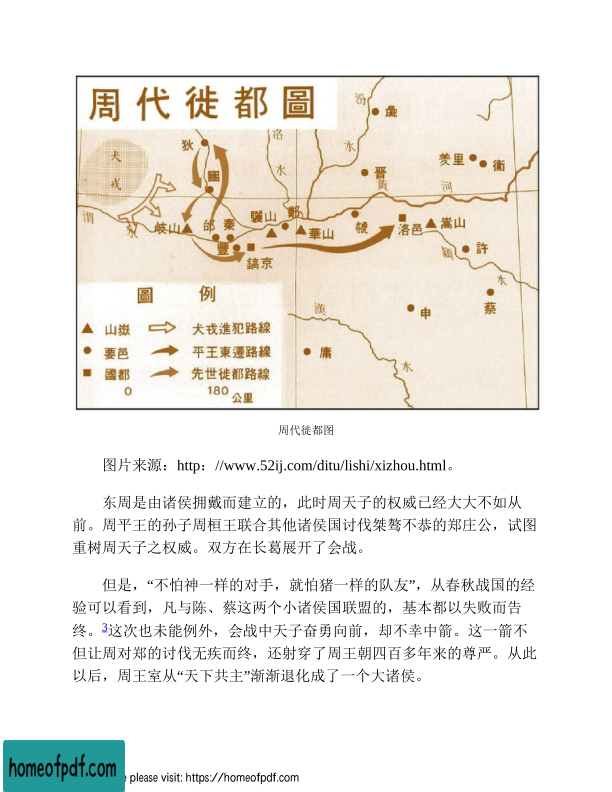 周代徙都圖
汾
彘
狄
洛
水
水
犬
戎
國
羑里
衞
晉
黃
河
渭
水
岐山
邰
秦
驪山
鄭
華山
虢
洛邑
嵩山
豐
鎬京
潁
許
水
蔡
漢
申
庸
水
圖 例
山嶽 犬戎進犯路線
要邑 平王東遷路線
國都 先世徙都路線
0 180公里
周代徙都图
图片来源：http：//www.52ij.com/ditu/lishi/xizhou.html。
东周是由诸侯拥戴而建立的，此时周天子的权威已经大大不如从
前。周平王的孙子周桓王联合其他诸侯国讨伐桀骜不恭的郑庄公，试图
重树周天子之权威。双方在长葛展开了会战。
但是，“不怕神一样的对手，就怕猪一样的队友”，从春秋战国的经
验可以看到，凡与陈、蔡这两个小诸侯国联盟的，基本都以失败而告
终。3这次也未能例外，会战中天子奋勇向前，却不幸中箭。这一箭不
但让周对郑的讨伐无疾而终，还射穿了周王朝四百多年来的尊严。从此
以后，周王室从“天下共主”渐渐退化成了一个大诸侯。
homeofpdf.com
e please visit: https://homeofpdf.com